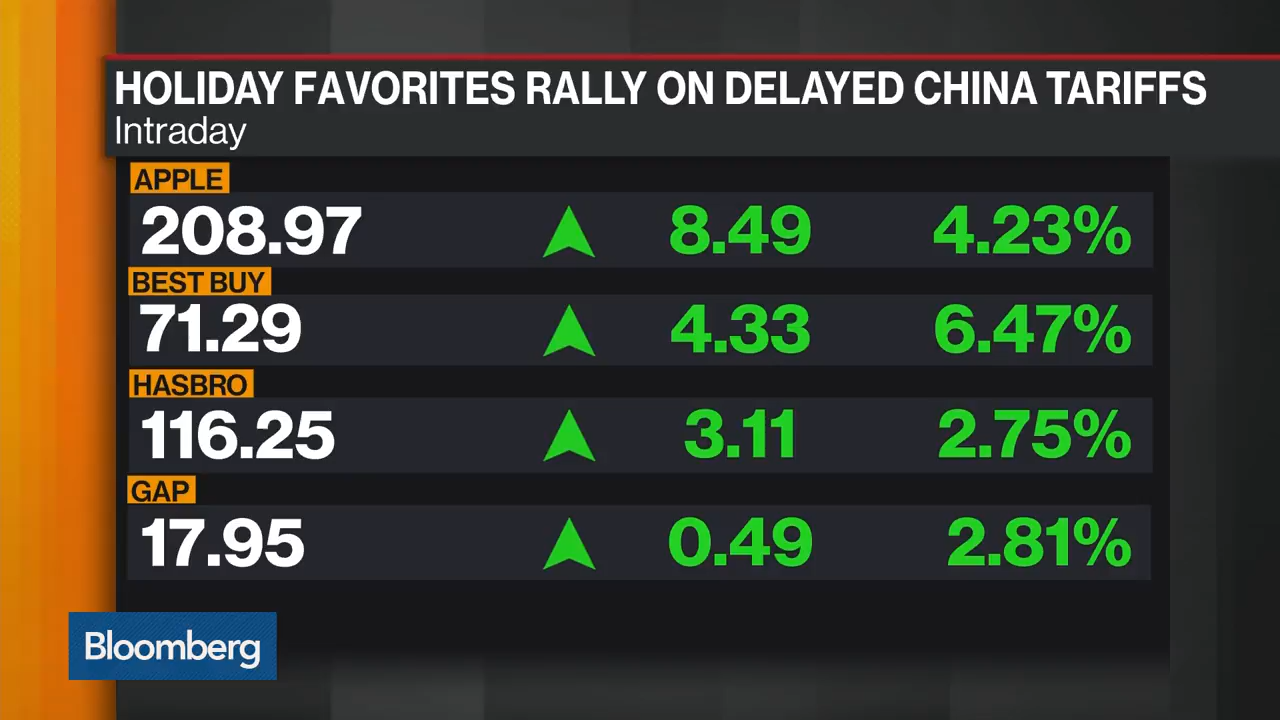 HOLIDAY FAVORITES RALLY ON DELAYED CHINA TARIFFS
Intraday
APPLE
208.97 ▲ 8.49 4.23%
BEST BUY
71.29 ▲ 4.33 6.47%
HASBRO
116.25 ▲ 3.11 2.75%
GAP
17.95 ▲ 0.49 2.81%
Bloomberg